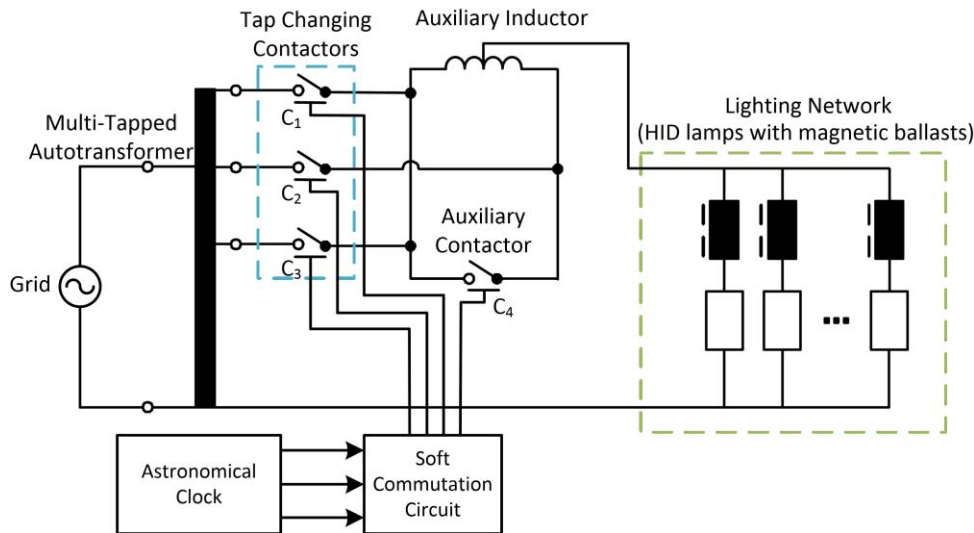 Tap Changing
Contactors
Auxiliary Inductor
Multi-Tapped
Autotransformer
Lighting Network
(HID lamps with magnetic ballasts)
C1
C2
Auxiliary
Contactor
C3
Grid
C4
Astronomical
Clock
Soft
Commutation
Circuit